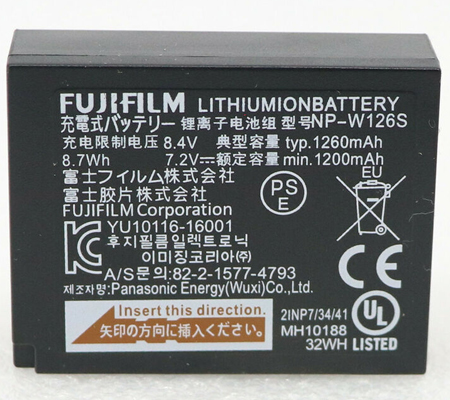 FUJIFILM LITHIUMIONBATTERY
充電式バッテリー 锂离子电池组 型号NP-W126S
充电限制电压 8.4V 典型容量 typ.1260mAh
8.7Wh 7.2V⎓ 额定容量 min.1200mAh
富士フイルム株式会社
富士胶片株式会社
FUJIFILM Corporation
PSE
EU
YU10116-16001
후지필름일렉트로닉
이미징코리아(주)
A/S문의: 82-2-1577-4793
제조자: Panasonic Energy(Wuxi)Co., Ltd.
Insert this direction.
矢印の方向に挿入ください。
2INP7/34/41
MH10188
32WH
CE
UL
LISTED